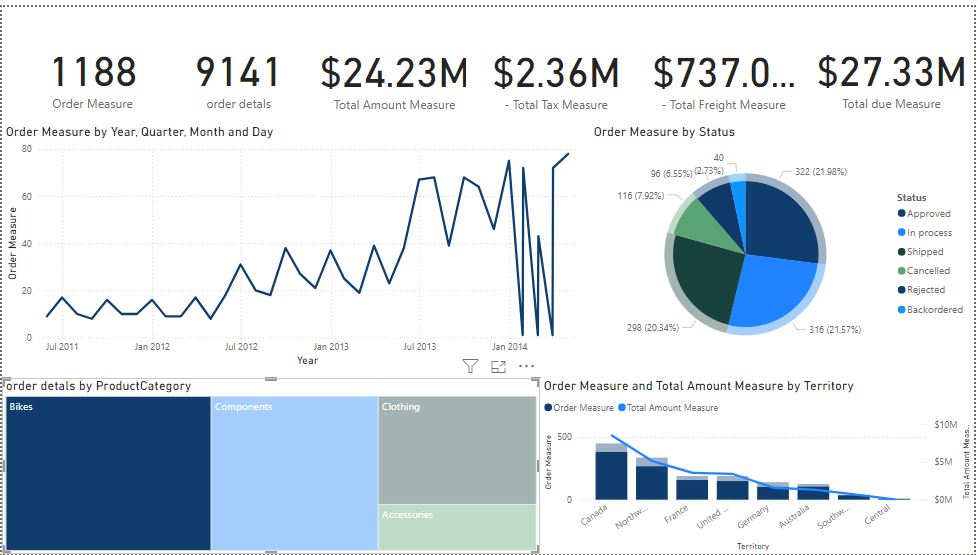 1188 9141 $24.23M $2.36M $737.0... $27.33M
Order Measure order detals Total Amount Measure - Total Tax Measure - Total Freight Measure Total due Measure
Order Measure by Year, Quarter, Month and Day
80
60
40
20
0
Order Measure
Jul 2011 Jan 2012 Jul 2012 Jan 2013 Jul 2013 Jan 2014
Year
Order Measure by Status
40
(2.73%)
96 (6.55%)
116 (7.92%)
298 (20.34%)
322 (21.98%)
316 (21.57%)
Status
Approved
In process
Shipped
Cancelled
Rejected
Backordered
order detals by ProductCategory
Bikes
Components
Clothing
Accessories
Order Measure and Total Amount Measure by Territory
Order Measure Total Amount Measure
500
0
Order Measure
$10M
$5M
$0M
Total Amount Meas...
Canada Northw... France United ... Germany Australia Southw... Central
Territory